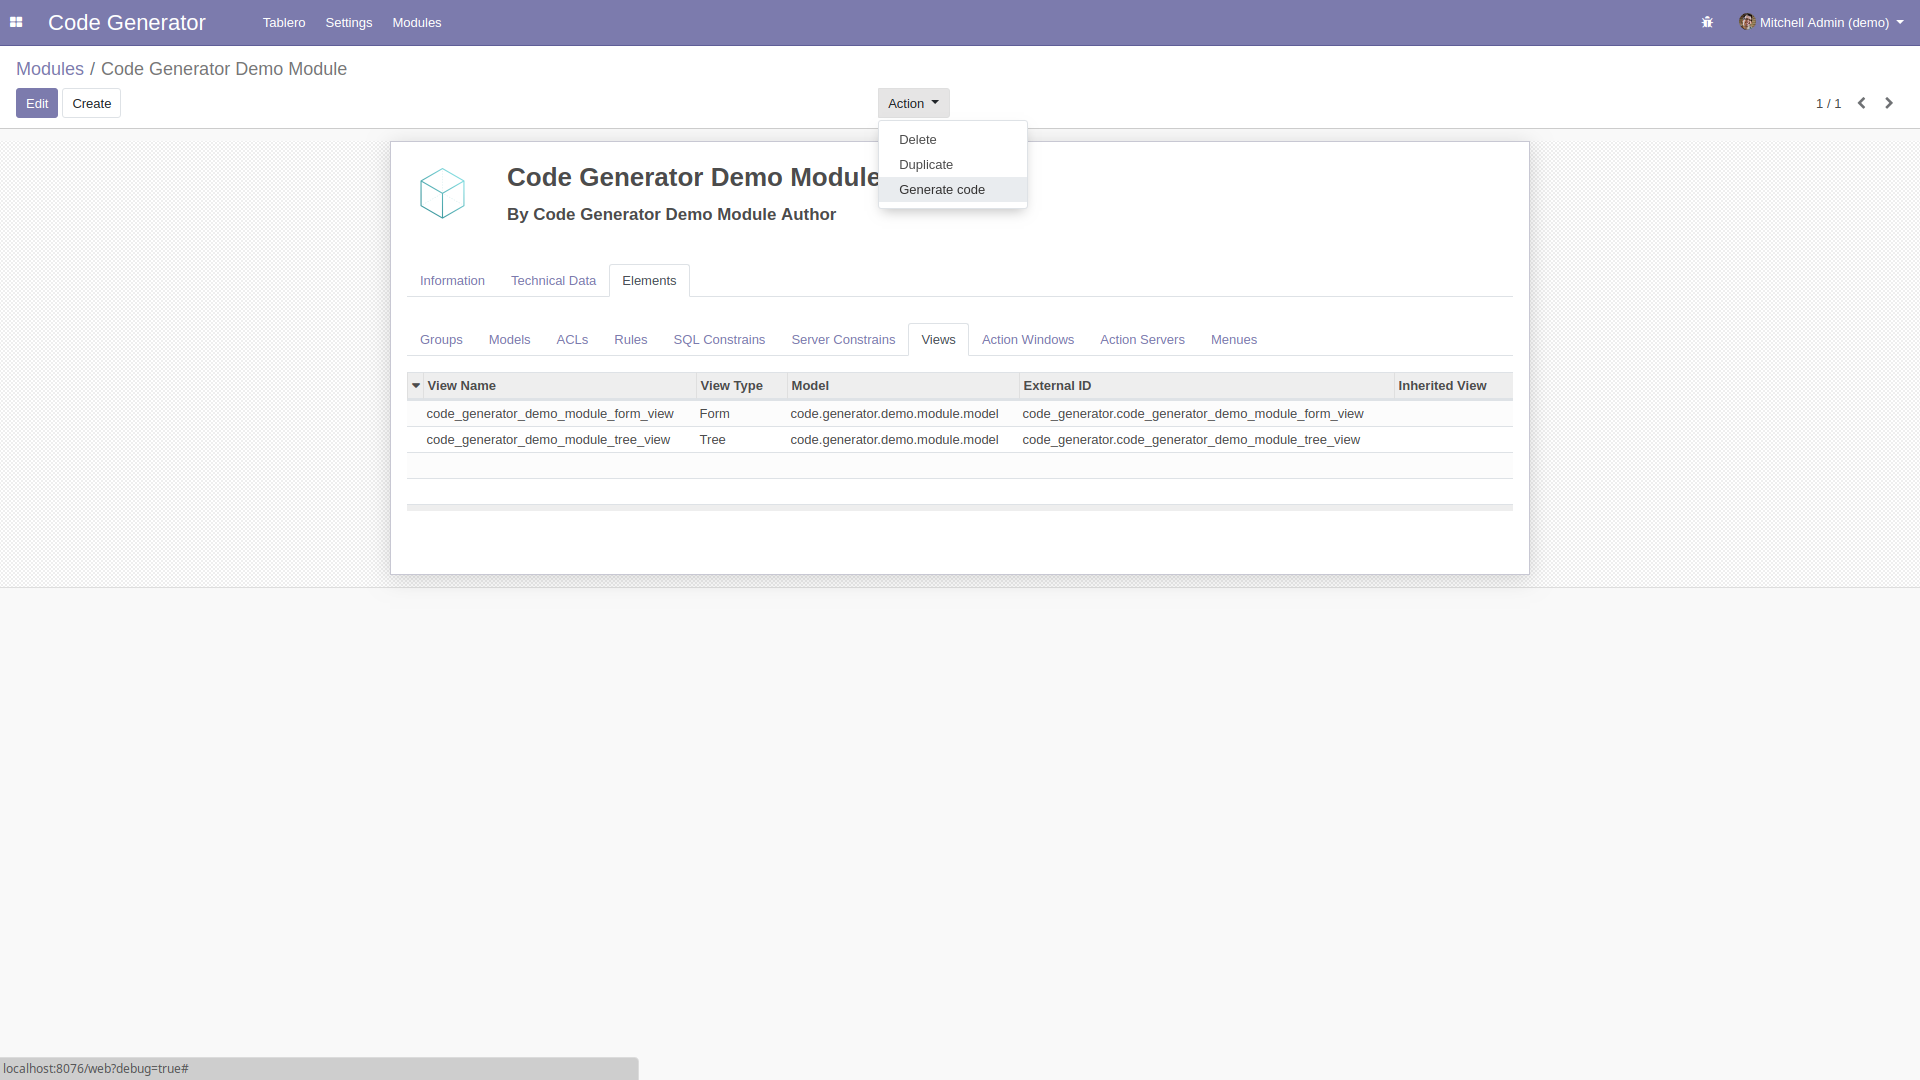 Code Generator Tablero Settings Modules Mitchell Admin (demo)
Modules / Code Generator Demo Module
Edit Create Action 1 / 1
Delete
Duplicate
Generate code
Code Generator Demo Module
By Code Generator Demo Module Author
Information Technical Data Elements
Groups Models ACLs Rules SQL Constrains Server Constrains Views Action Windows Action Servers Menues
View Name View Type Model External ID Inherited View
code_generator_demo_module_form_view Form code.generator.demo.module.model code_generator.code_generator_demo_module_form_view
code_generator_demo_module_tree_view Tree code.generator.demo.module.model code_generator.code_generator_demo_module_tree_view
localhost:8076/web?debug=true#